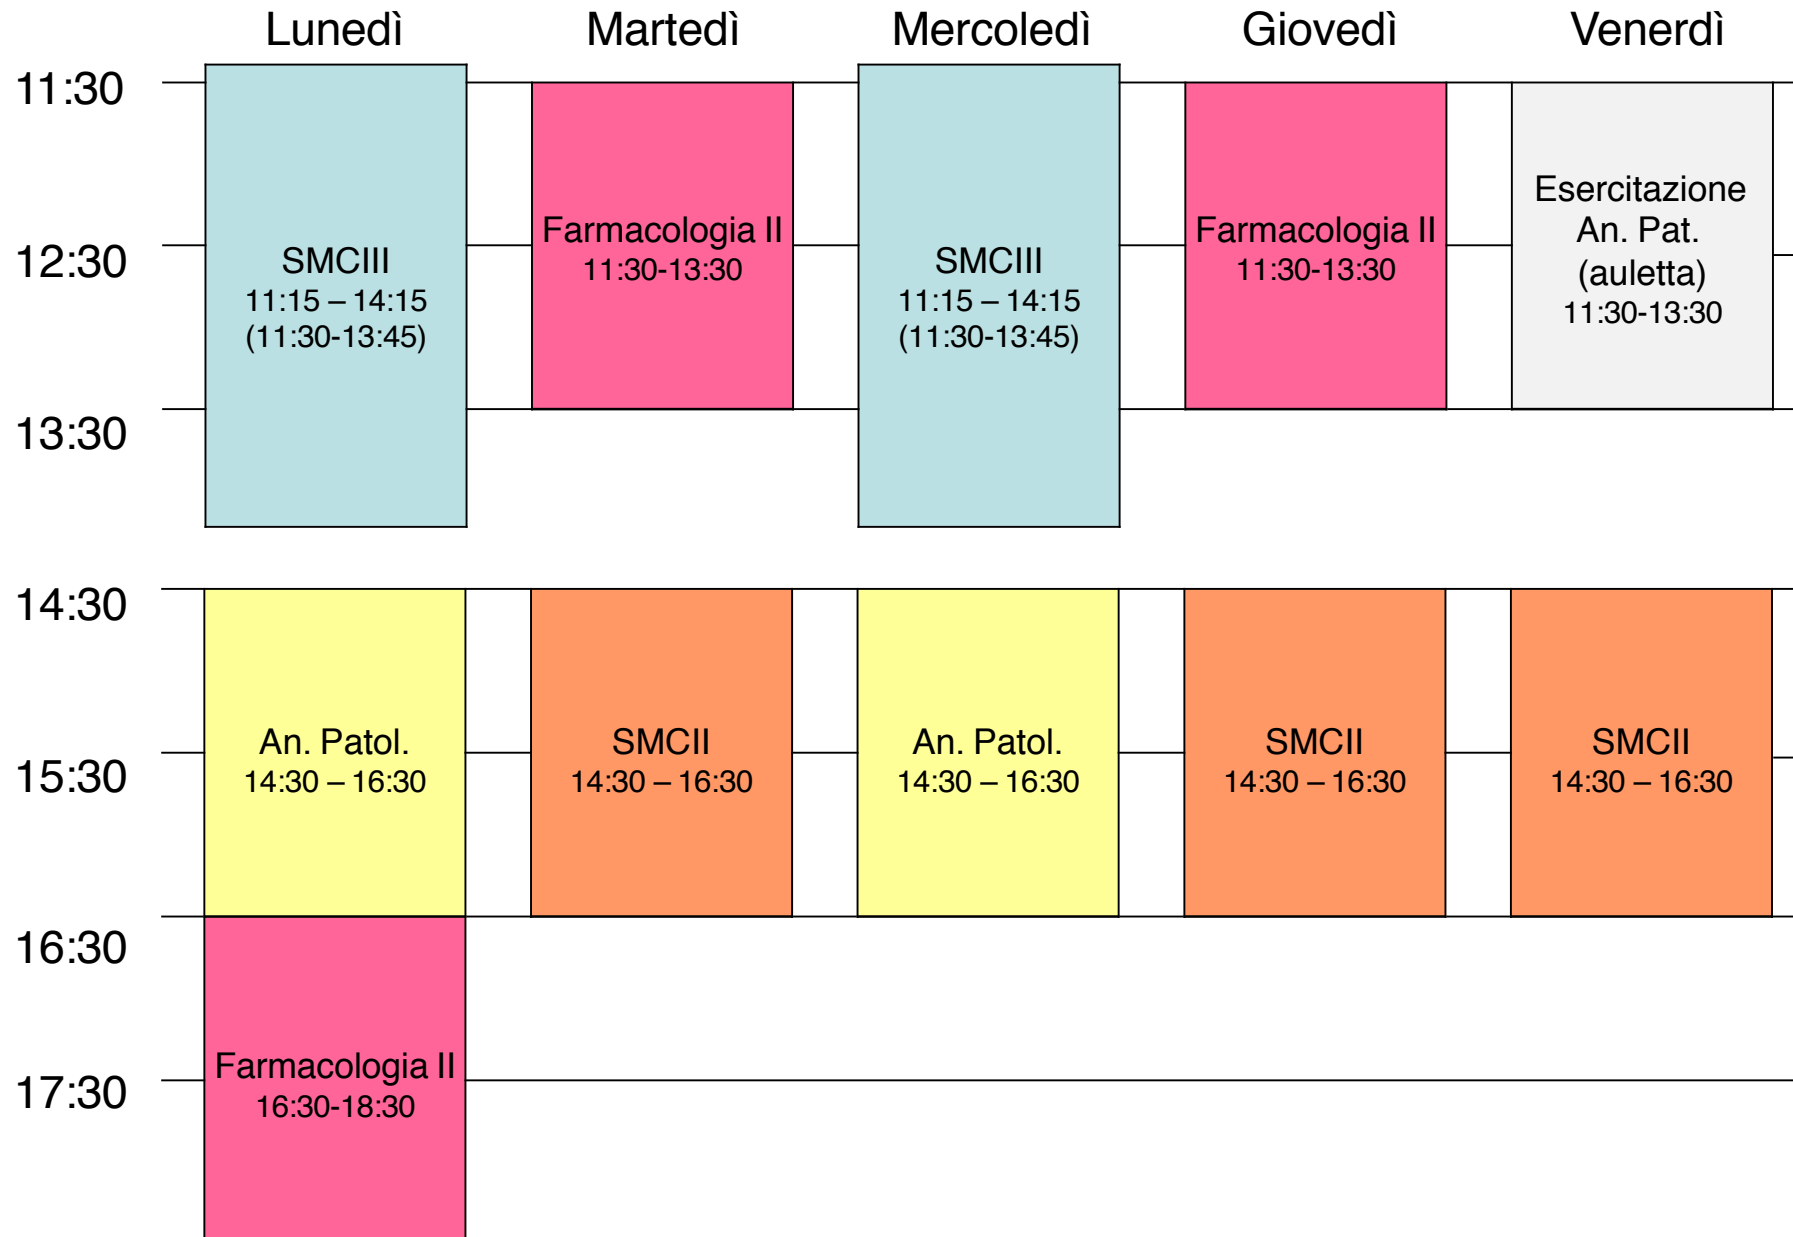 Lunedì Martedì Mercoledì Giovedì Venerdì
11:30
12:30
13:30
14:30
15:30
16:30
17:30
SMCIII
11:15 – 14:15
(11:30-13:45)
Farmacologia II
11:30-13:30
SMCIII
11:15 – 14:15
(11:30-13:45)
Farmacologia II
11:30-13:30
Esercitazione
An. Pat.
(auletta)
11:30-13:30
An. Patol.
14:30 – 16:30
SMCII
14:30 – 16:30
An. Patol.
14:30 – 16:30
SMCII
14:30 – 16:30
SMCII
14:30 – 16:30
Farmacologia II
16:30-18:30